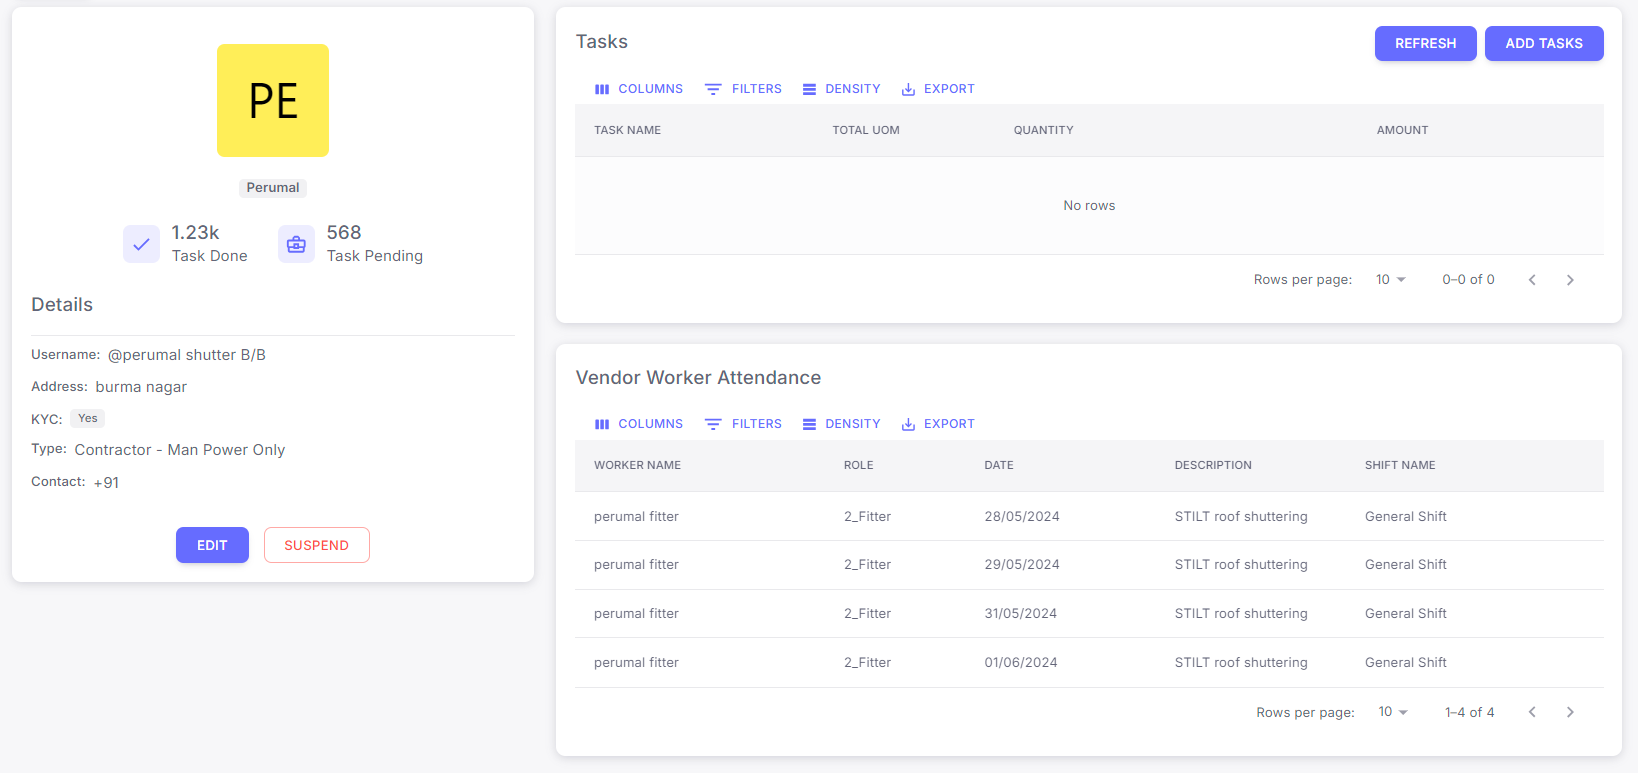 PE
Perumal
1.23k
Task Done
568
Task Pending
Details
Username: @perumal shutter B/B
Address: burma nagar
KYC: Yes
Type: Contractor - Man Power Only
Contact: +91
EDIT SUSPEND
Tasks
REFRESH ADD TASKS
COLUMNS FILTERS DENSITY EXPORT
TASK NAME TOTAL UOM QUANTITY AMOUNT
No rows
Rows per page: 10 0–0 of 0
Vendor Worker Attendance
COLUMNS FILTERS DENSITY EXPORT
WORKER NAME ROLE DATE DESCRIPTION SHIFT NAME
perumal fitter 2_Fitter 28/05/2024 STILT roof shuttering General Shift
perumal fitter 2_Fitter 29/05/2024 STILT roof shuttering General Shift
perumal fitter 2_Fitter 31/05/2024 STILT roof shuttering General Shift
perumal fitter 2_Fitter 01/06/2024 STILT roof shuttering General Shift
Rows per page: 10 1–4 of 4